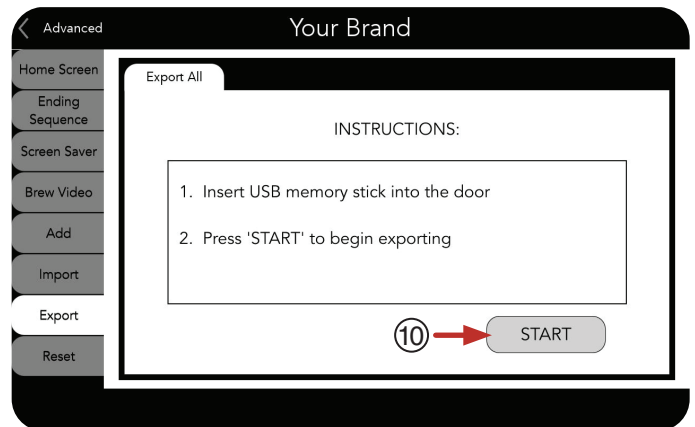 Advanced
Your Brand
Home Screen
Ending
Sequence
Screen Saver
Brew Video
Add
Import
Export
Reset
Export All
INSTRUCTIONS:
1. Insert USB memory stick into the door
2. Press 'START' to begin exporting
⑩
START